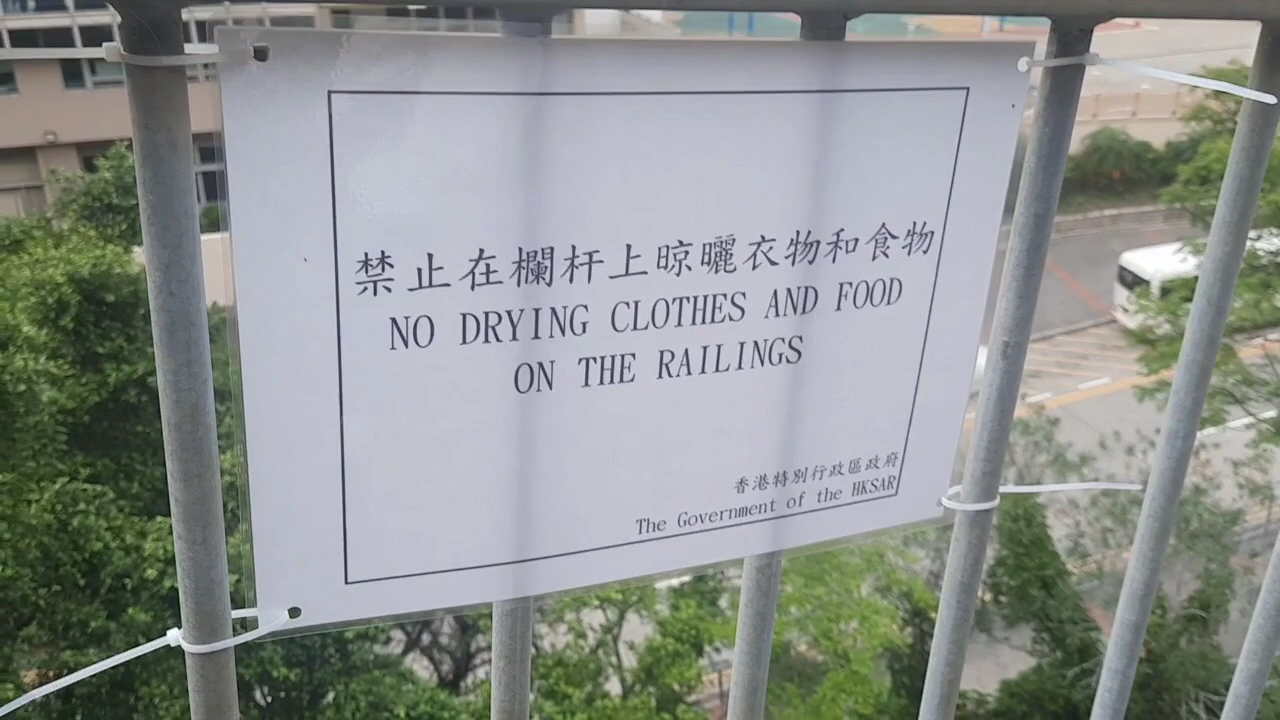 禁止在欄杆上晾曬衣物和食物
NO DRYING CLOTHES AND FOOD
ON THE RAILINGS
香港特別行政區政府
The Government of the HKSAR